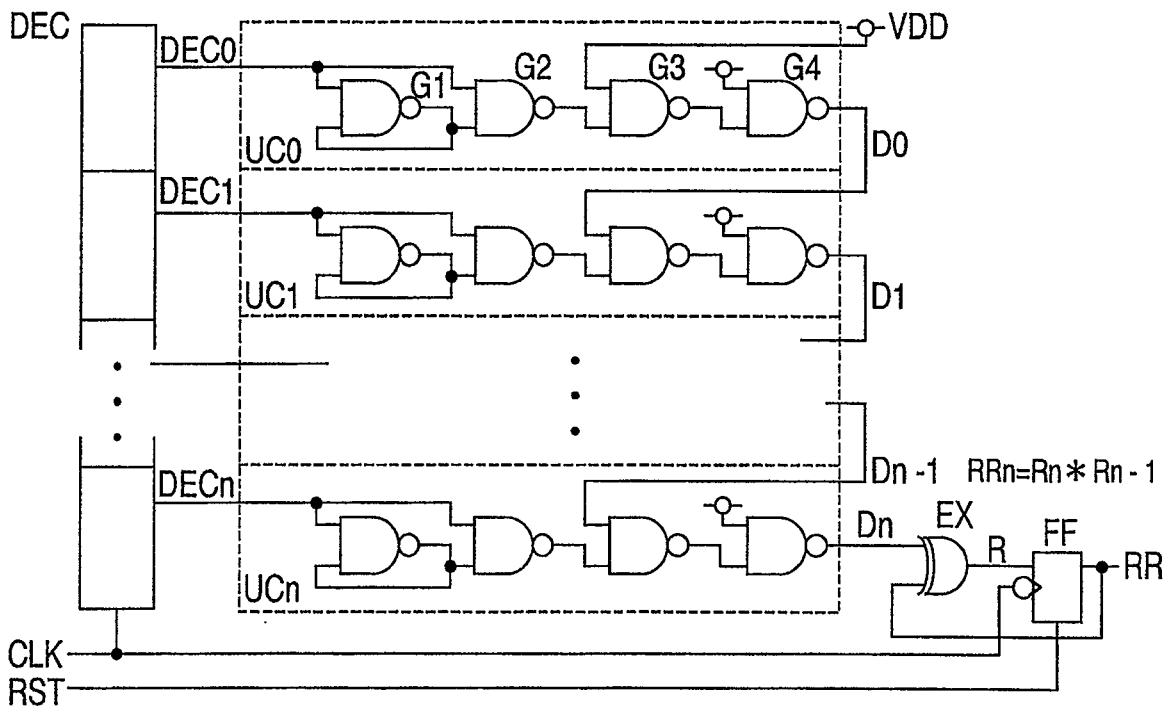 DEC
DEC0
G1
G2
G3
G4
VDD
UC0
D0
DEC1
UC1
D1
DECn
UCn
Dn -1
RRn=Rn* Rn - 1
Dn
EX
R
FF
RR
CLK
RST